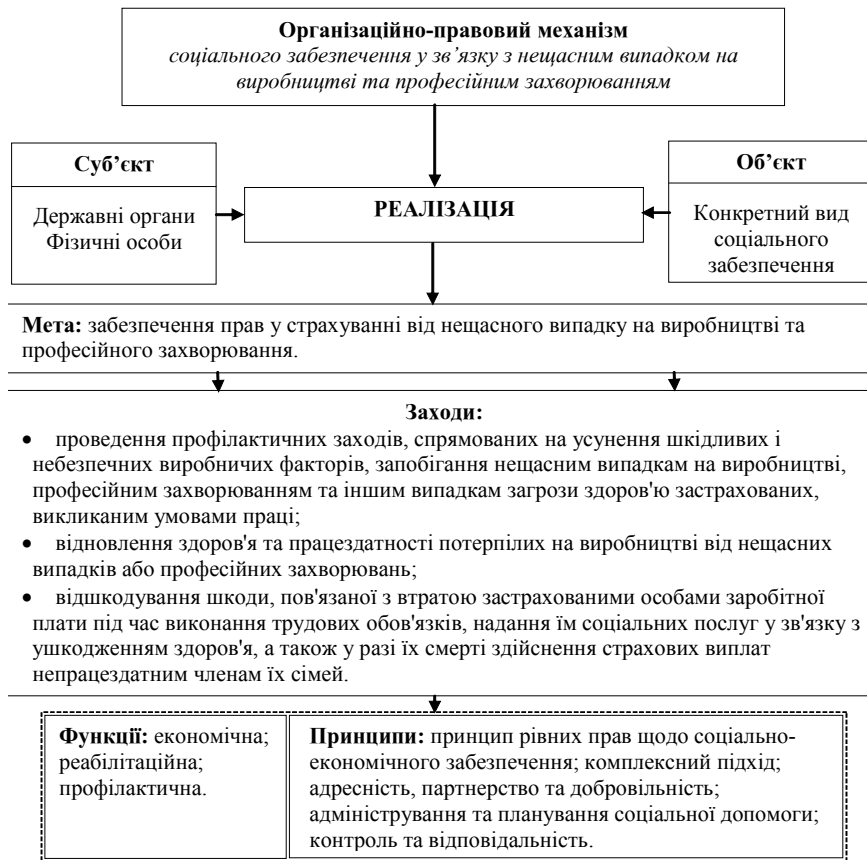 Організаційно-правовий механізм
соціального забезпечення у зв’язку з нещасним випадком на
виробництві та професійним захворюванням
Суб’єкт
Державні органи
Фізичні особи
РЕАЛІЗАЦІЯ
Об’єкт
Конкретний вид
соціального
забезпечення
Мета: забезпечення прав у страхуванні від нещасного випадку на виробництві та
професійного захворювання.
Заходи:
• проведення профілактичних заходів, спрямованих на усунення шкідливих і
небезпечних виробничих факторів, запобігання нещасним випадкам на виробництві,
професійним захворюванням та іншим випадкам загрози здоров'ю застрахованих,
викликаним умовами праці;
• відновлення здоров'я та працездатності потерпілих на виробництві від нещасних
випадків або професійних захворювань;
• відшкодування шкоди, пов'язаної з втратою застрахованими особами заробітної
плати під час виконання трудових обов'язків, надання їм соціальних послуг у зв'язку з
ушкодженням здоров'я, а також у разі їх смерті здійснення страхових виплат
непрацездатним членам їх сімей.
Функції: економічна;
реабілітаційна;
профілактична.
Принципи: принцип рівних прав щодо соціально-
економічного забезпечення; комплексний підхід;
адресність, партнерство та добровільність;
адміністрування та планування соціальної допомоги;
контроль та відповідальність.